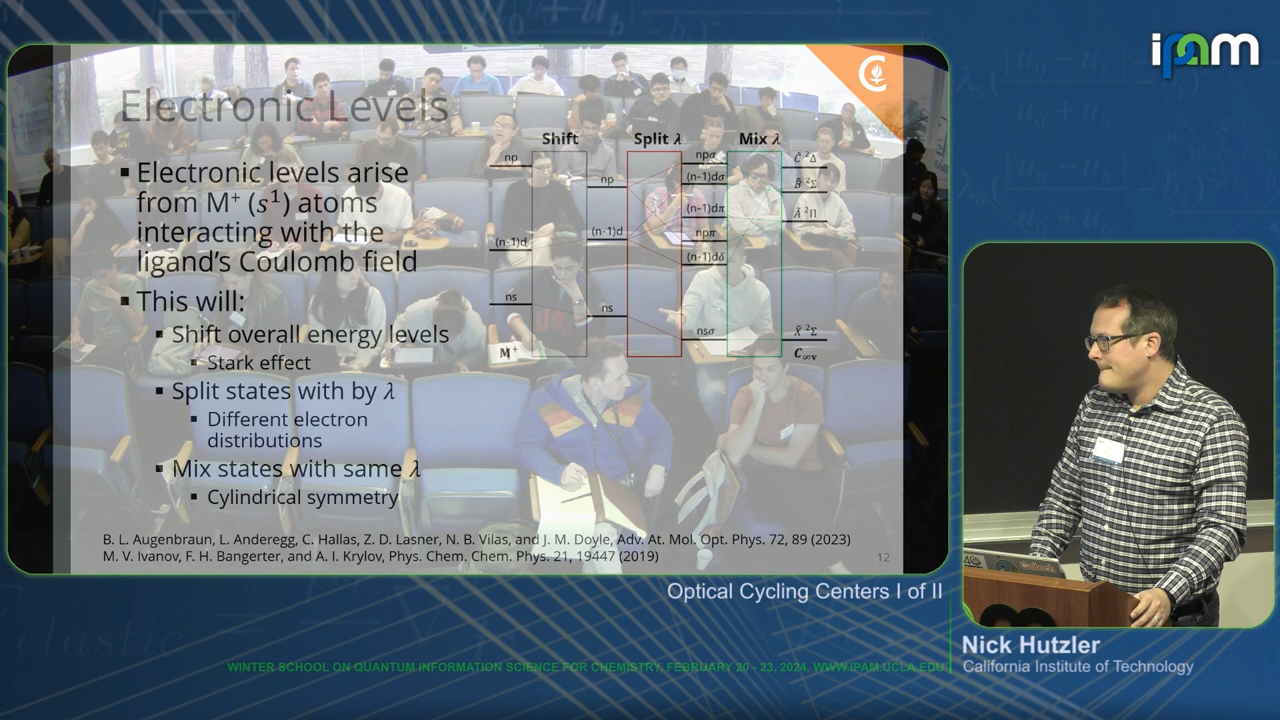 ipam
Electronic Levels
Electronic levels arise
from M⁺ (s¹) atoms
interacting with the
ligand's Coulomb field
This will:
Shift overall energy levels
Stark effect
Split states with by λ
Different electron
distributions
Mix states with same λ
Cylindrical symmetry
Shift
Split λ
Mix λ
np
(n-1)d
ns
M⁺
np
(n-1)d
ns
npσ
(n-1)dσ
(n-1)dπ
npπ
(n-1)dδ
nsσ
C̃ ²Δ
B̃ ²Σ
Ã ²Π
X̃ ²Σ
C∞v
B. L. Augenbraun, L. Anderegg, C. Hallas, Z. D. Lasner, N. B. Vilas, and J. M. Doyle, Adv. At. Mol. Opt. Phys. 72, 89 (2023)
M. V. Ivanov, F. H. Bangerter, and A. I. Krylov, Phys. Chem. Chem. Phys. 21, 19447 (2019)
12
Optical Cycling Centers I of II
Caltech
Nick Hutzler
California Institute of Technology
WINTER SCHOOL ON QUANTUM INFORMATION SCIENCE FOR CHEMISTRY, FEBRUARY 20 - 23, 2024, WWW.IPAM.UCLA.EDU
elastic